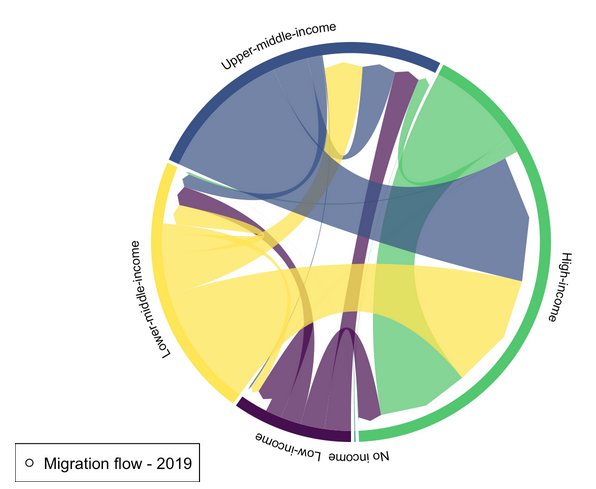 Upper-middle-income
High-income
Lower-middle-income
Low-income
No income
Migration flow - 2019